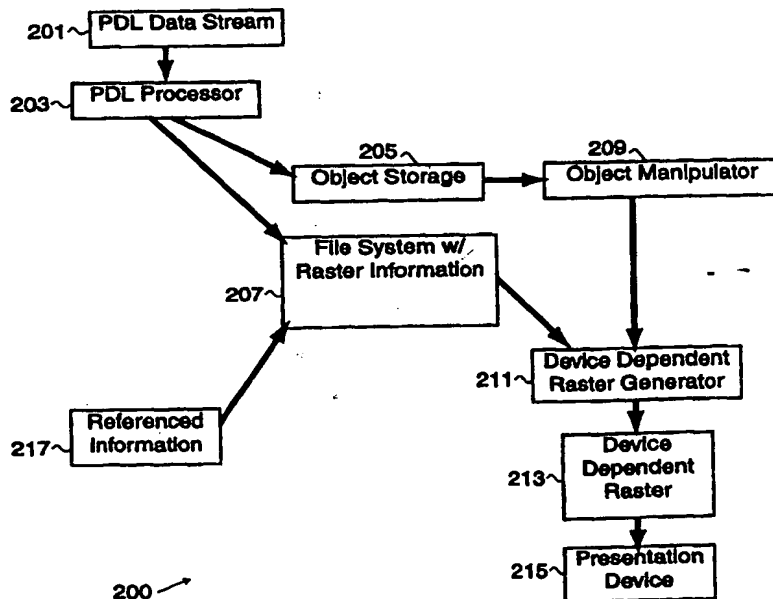 201 PDL Data Stream
203 PDL Processor
205
Object Storage
209
Object Manipulator
File System w/
Raster Information
207
Device Dependent
211 Raster Generator
Referenced
217 Information
Device
213 Dependent
Raster
215 Presentation
Device
200